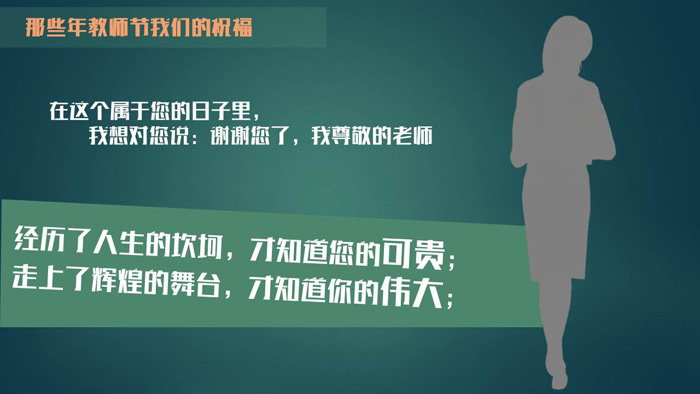 那些年教师节我们的祝福
在这个属于您的日子里，
我想对您说：谢谢您了，我尊敬的老师
经历了人生的坎坷，才知道您的可贵；
走上了辉煌的舞台，才知道你的伟大；